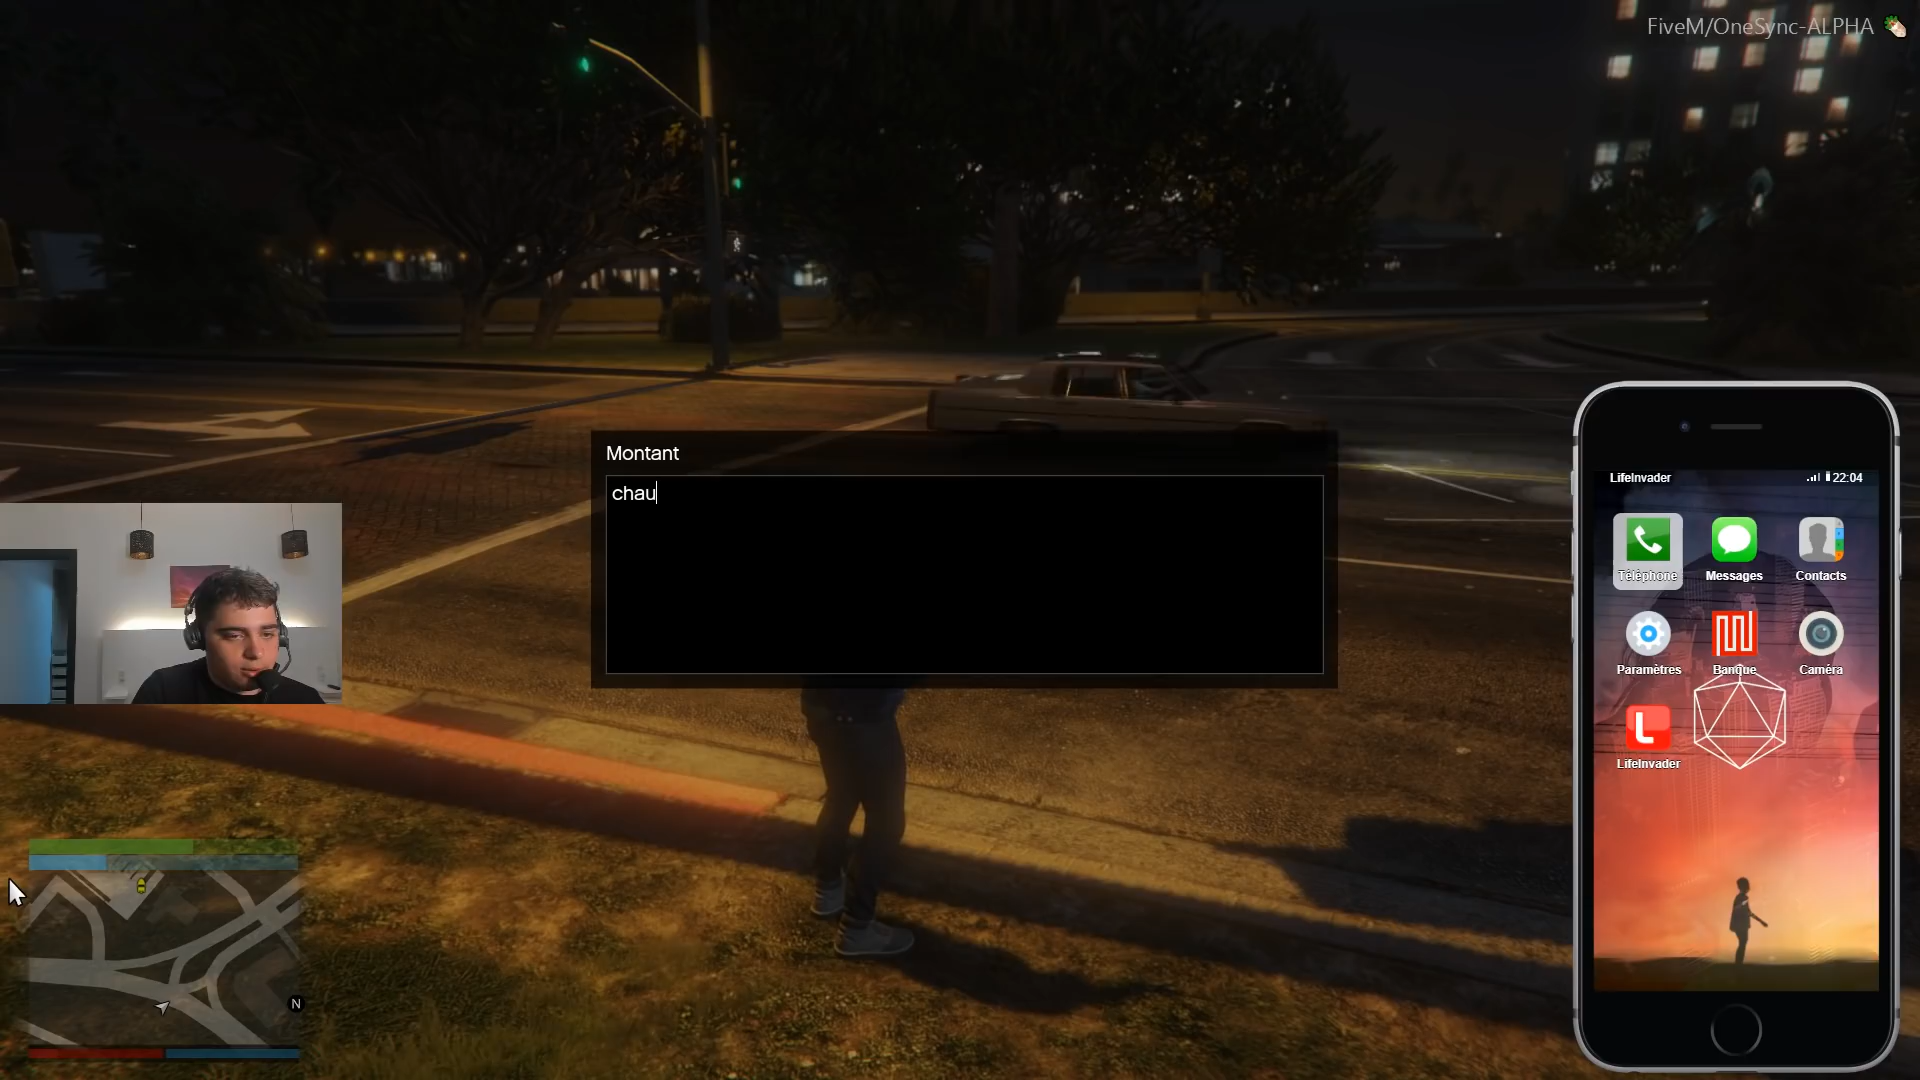 FiveM/OneSync-ALPHA
Montant
chau
LifeInvader 22:04
Téléphone Messages Contacts
Paramètres Banque Caméra
L
LifeInvader
N